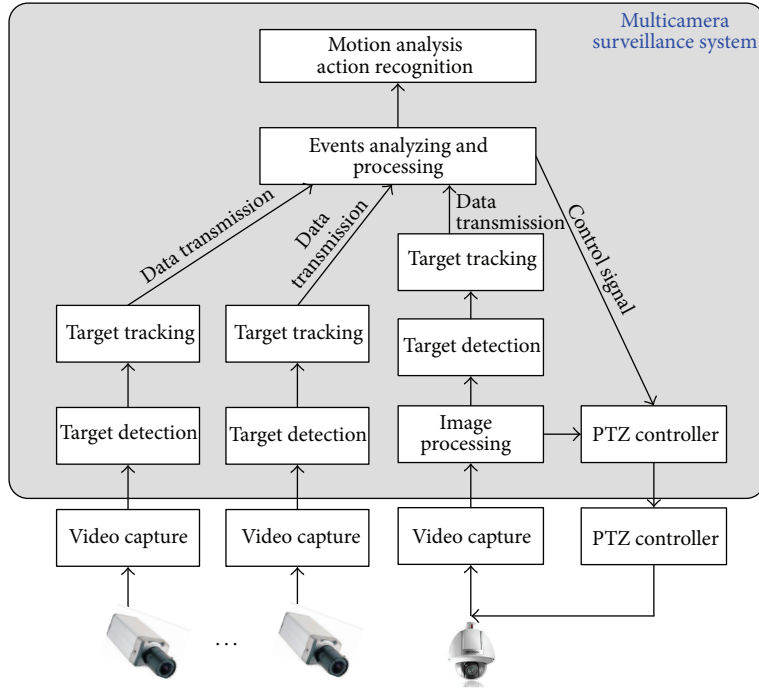 Multicamera
surveillance system
Motion analysis
action recognition
Events analyzing and
processing
Data transmission
Data
transmission
Data
transmission
Control signal
Target tracking
Target tracking
Target tracking
Target detection
Target detection
Target detection
Image
processing
PTZ controller
Video capture
Video capture
Video capture
PTZ controller
...